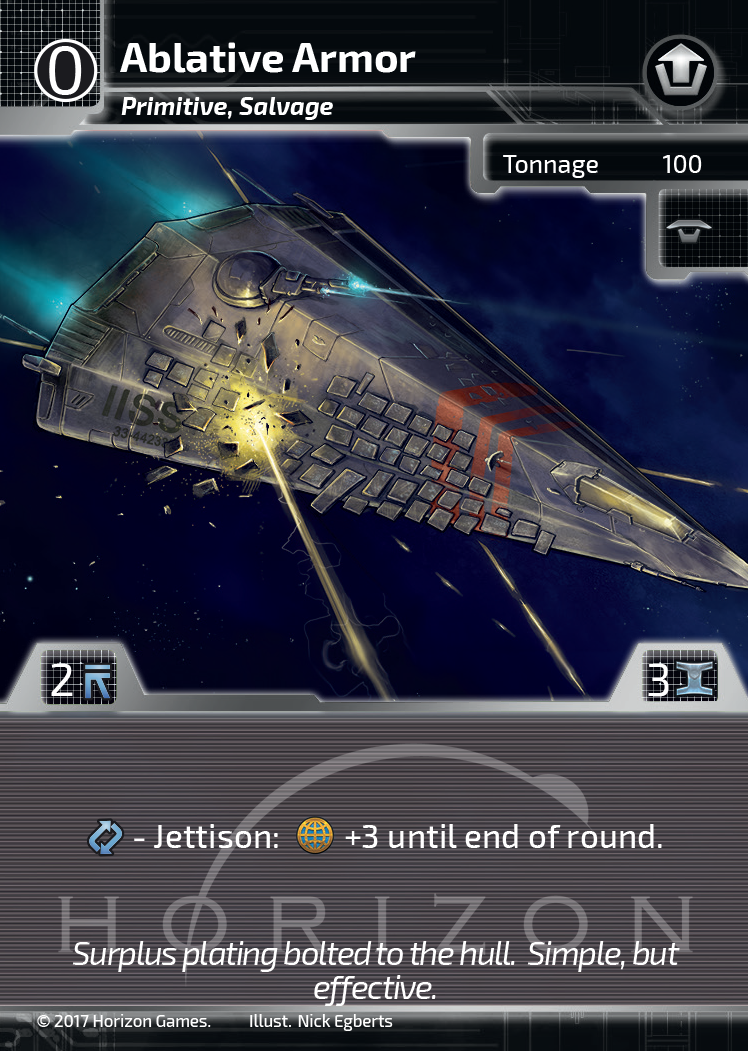 0
Ablative Armor
Primitive, Salvage
Tonnage 100
IISS
2
3
- Jettison: +3 until end of round.
HORIZON
Surplus plating bolted to the hull. Simple, but
effective.
© 2017 Horizon Games. Illust. Nick Egberts